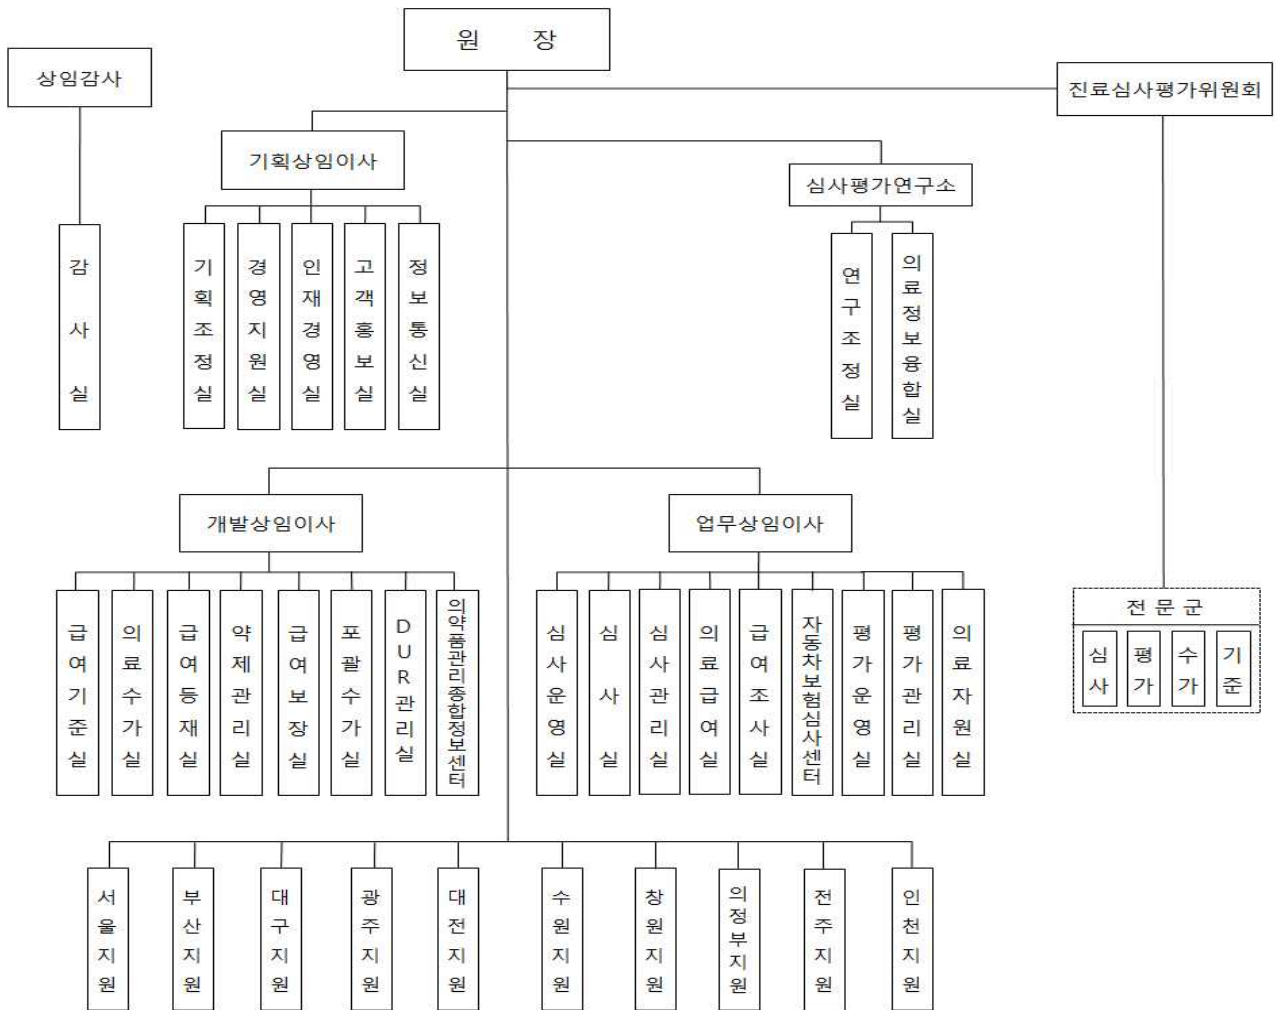 원 장
상임감사
진료심사평가위원회
기획상임이사
심사평가연구소
감사실
기획조정실
경영지원실
인재경영실
고객홍보실
정보통신실
연구조정실
의료정보융합실
개발상임이사
업무상임이사
급여기준실
의료수가실
급여등재실
약제관리실
급여보장실
포괄수가실
DUR관리실
의약품관리종합정보센터
심사운영실
심사실
심사관리실
의료급여실
급여조사실
자동차보험심사센터
평가운영실
평가관리실
의료자원실
전문군
심사
평가
수가
기준
서울지원
부산지원
대구지원
광주지원
대전지원
수원지원
창원지원
의정부지원
전주지원
인천지원